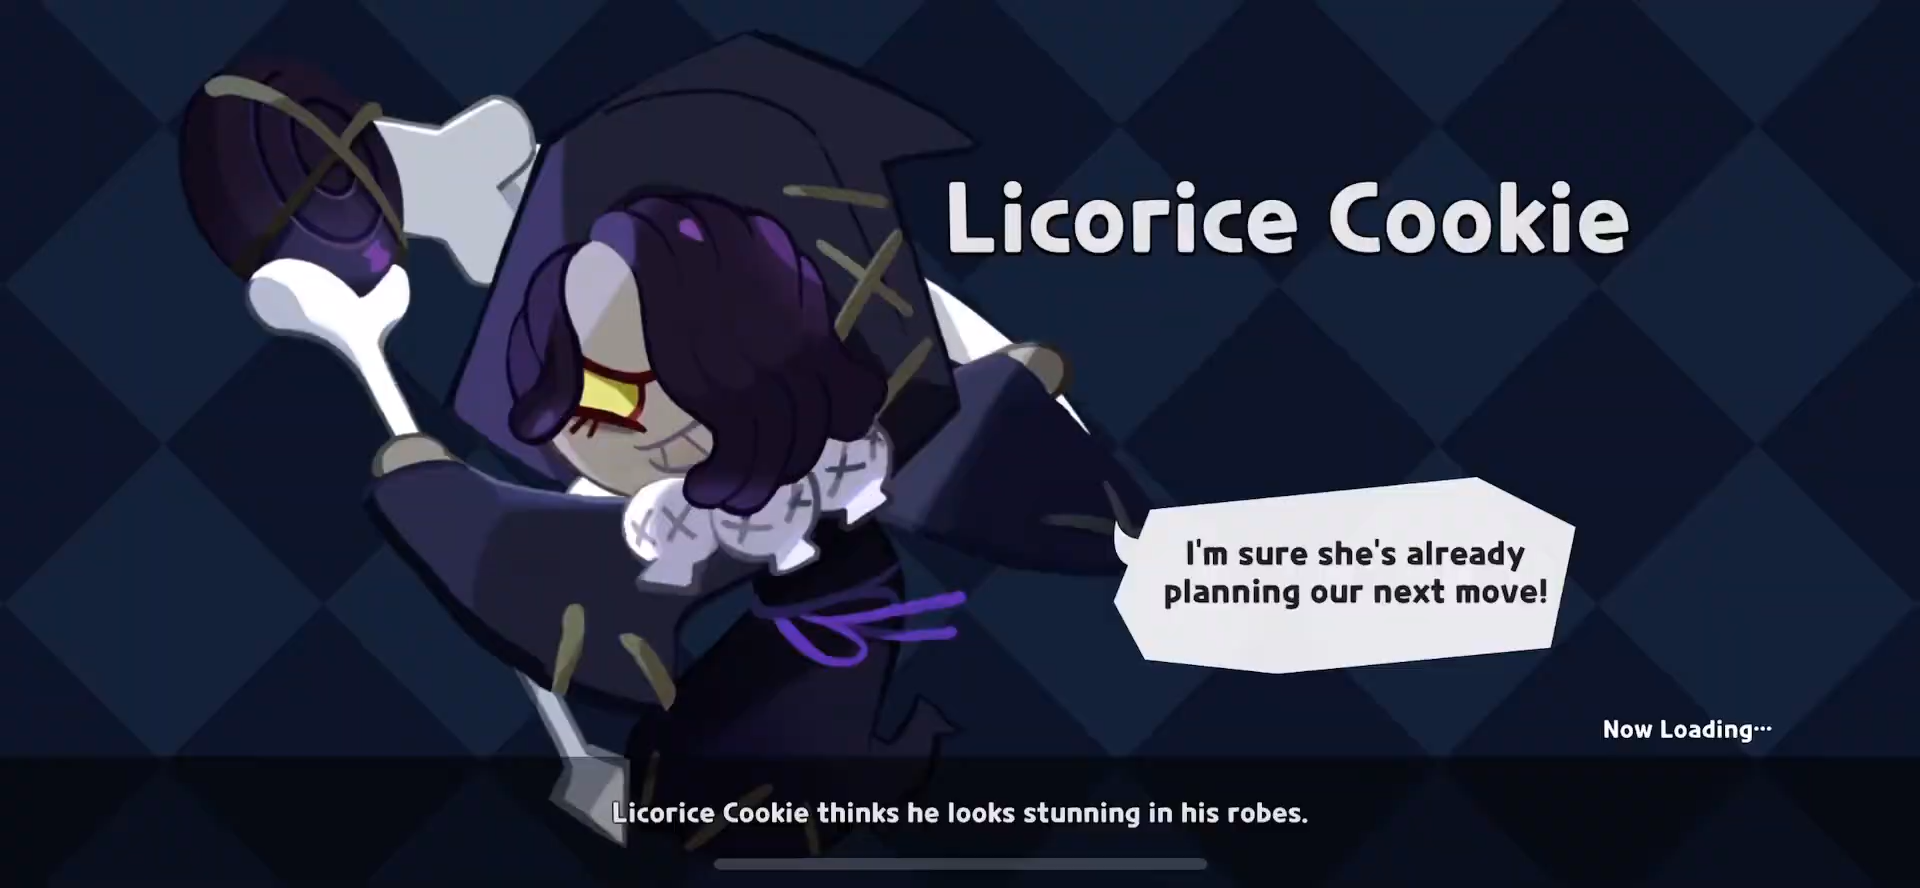 Licorice Cookie
I'm sure she's already
planning our next move!
Now Loading…
Licorice Cookie thinks he looks stunning in his robes.